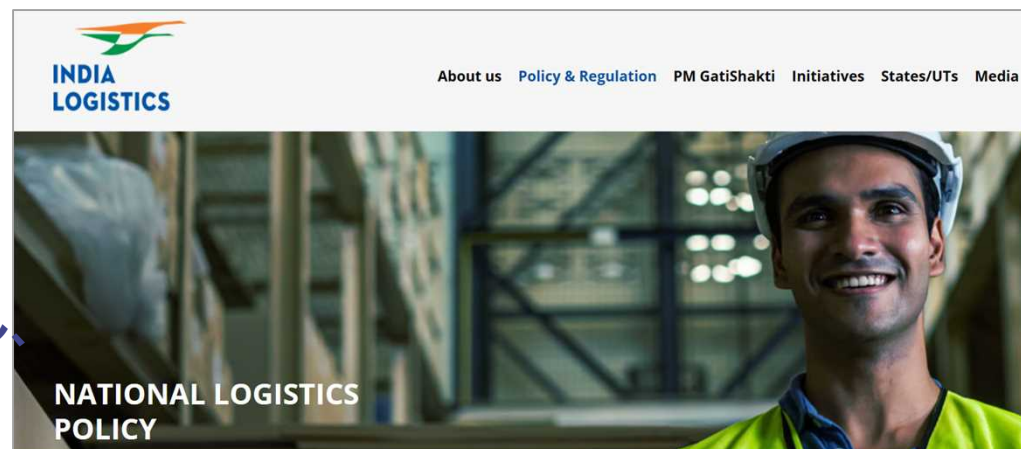 INDIA
LOGISTICS
About us Policy & Regulation PM GatiShakti Initiatives States/UTs Media
NATIONAL LOGISTICS
POLICY